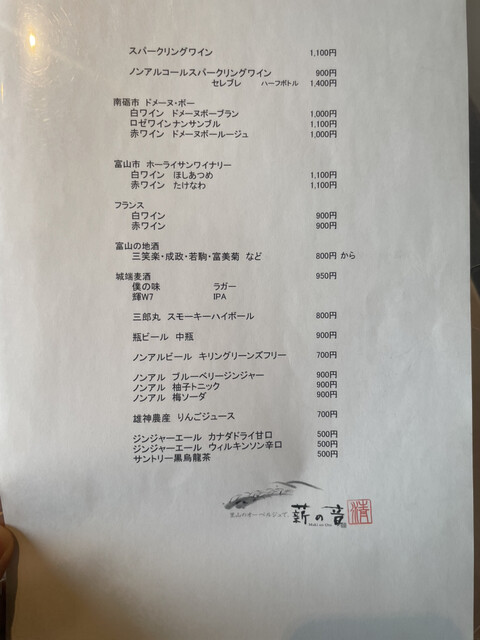 スパークリングワイン 1,100円
ノンアルコールスパークリングワイン 900円
セレブレ ハーフボトル 1,400円
南砺市 ドメーヌ・ボー
白ワイン ドメーヌボーブラン 1,000円
ロゼワインナンサンブル 1,100円
赤ワイン ドメーヌボールージュ 1,000円
富山市 ホーライサンワイナリー
白ワイン ほしあつめ 1,100円
赤ワイン たけなわ 1,100円
フランス
白ワイン 900円
赤ワイン 900円
富山の地酒
三笑楽・成政・若駒・富美菊 など 800円 から
城端麦酒 950円
僕の味 ラガー
輝W7 IPA
三郎丸 スモーキーハイボール 800円
瓶ビール 中瓶 900円
ノンアルビール キリングリーンズフリー 700円
ノンアル ブルーベリージンジャー 900円
ノンアル 柚子トニック 900円
ノンアル 梅ソーダ 900円
雄神農産 りんごジュース 700円
ジンジャーエール カナダドライ甘口 500円
ジンジャーエール ウィルキンソン辛口 500円
サントリー黒烏龍茶 500円
里山のオーベルジュで、 薪の音